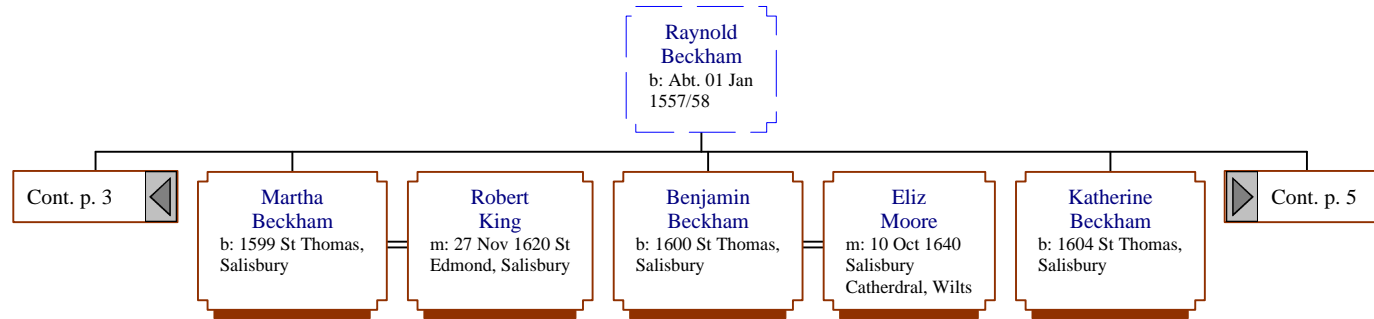 Raynold
Beckham
b: Abt. 01 Jan
1557/58
Cont. p. 3
Martha
Beckham
b: 1599 St Thomas,
Salisbury
Robert
King
m: 27 Nov 1620 St
Edmond, Salisbury
Benjamin
Beckham
b: 1600 St Thomas,
Salisbury
Eliz
Moore
m: 10 Oct 1640
Salisbury
Catherdral, Wilts
Katherine
Beckham
b: 1604 St Thomas,
Salisbury
Cont. p. 5